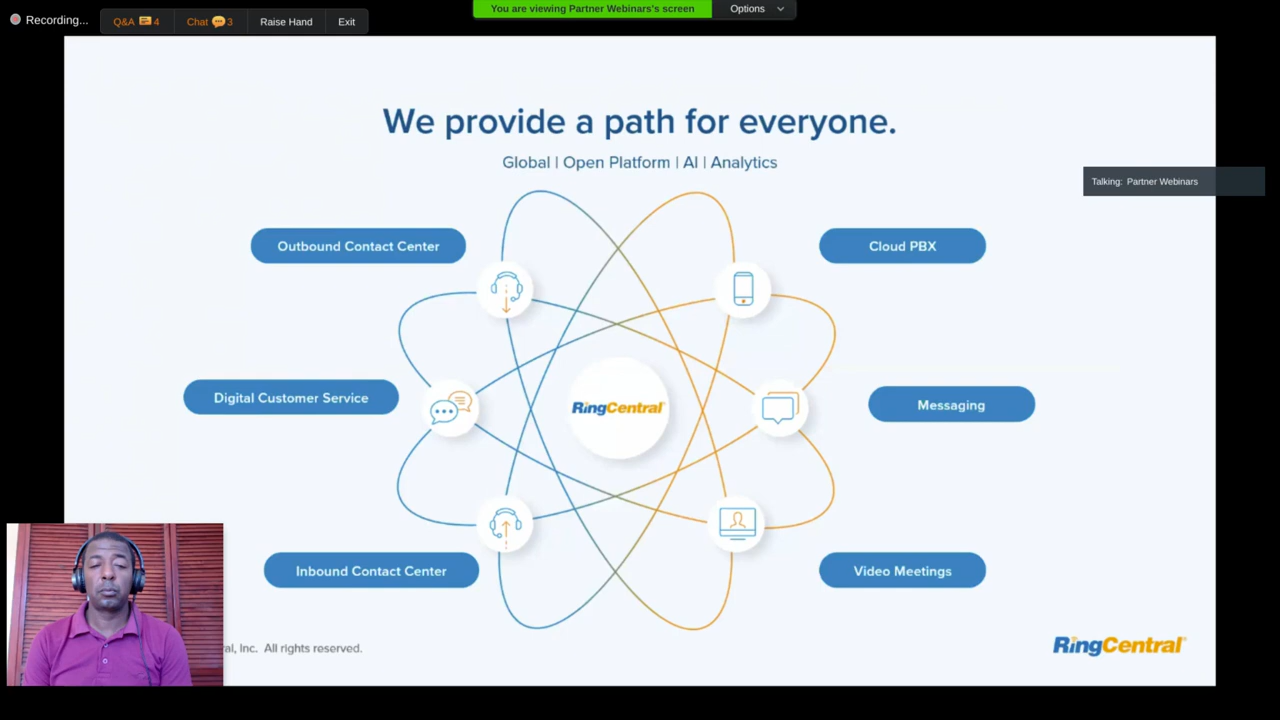 Recording...
Q&A 4
Chat 3
Raise Hand
Exit
You are viewing Partner Webinars's screen
Options
We provide a path for everyone.
Global | Open Platform | AI | Analytics
Talking: Partner Webinars
Outbound Contact Center
Cloud PBX
Digital Customer Service
RingCentral®
Messaging
Inbound Contact Center
Video Meetings
al, Inc. All rights reserved.
RingCentral®